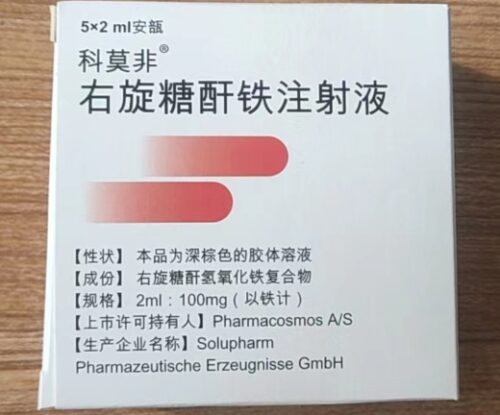 5×2 ml安瓿
科莫非®
右旋糖酐铁注射液
【性状】 本品为深棕色的胶体溶液
【成份】 右旋糖酐氢氧化铁复合物
【规格】 2ml：100mg（以铁计）
【上市许可持有人】Pharmacosmos A/S
【生产企业名称】Solupharm
Pharmazeutische Erzeugnisse GmbH